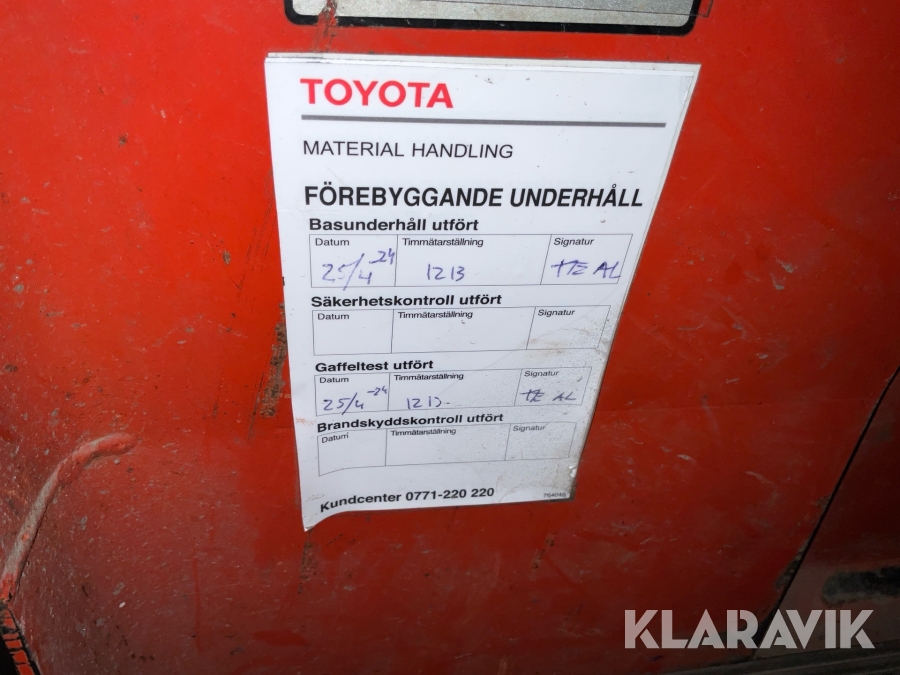 TOYOTA
MATERIAL HANDLING
FÖREBYGGANDE UNDERHÅLL
Basunderhåll utfört
Datum Timmätarställning Signatur
25/4-24 1213 HE AL
Säkerhetskontroll utfört
Datum Timmätarställning Signatur
Gaffeltest utfört
Datum Timmätarställning Signatur
25/4-24 1213 HE AL
Brandskyddskontroll utfört
Datum Timmätarställning Signatur
Kundcenter 0771-220 220
KLARAVIK